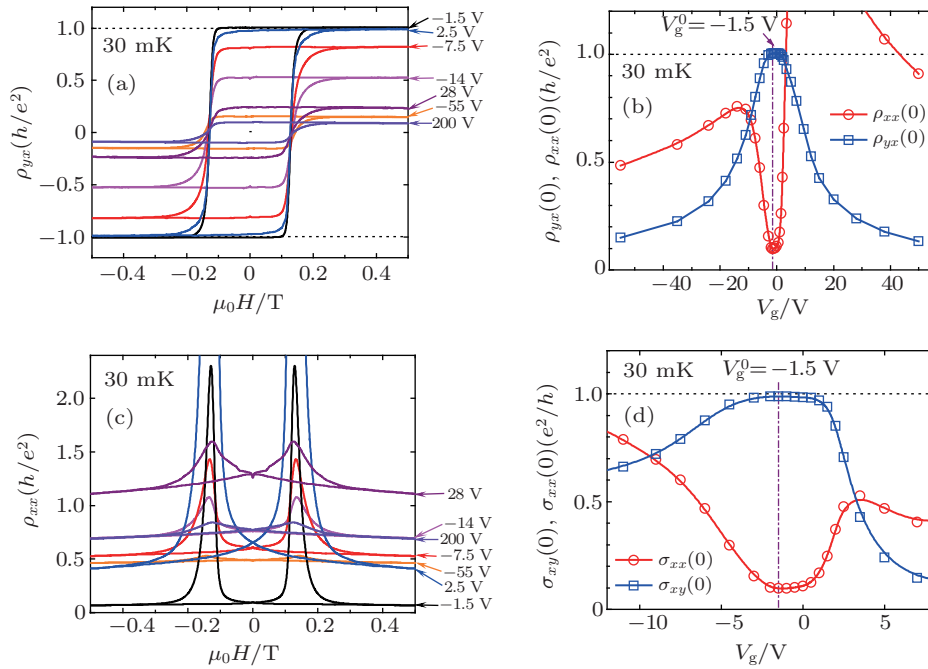 1.0
0.5
0
−0.5
−1.0
ρyx(h/e²)
30 mK
(a)
−1.5 V
2.5 V
−7.5 V
−14 V
28 V
−55 V
200 V
−0.4
−0.2
0
0.2
0.4
μ₀H/T
Vg⁰=−1.5 V
1.0
0.5
0
ρyx(0), ρxx(0)(h/e²)
30 mK
(b)
ρxx(0)
ρyx(0)
−40
−20
0
20
40
Vg/V
2.0
1.5
1.0
0.5
0
ρxx(h/e²)
30 mK
(c)
28 V
−14 V
−200 V
−7.5 V
−55 V
2.5 V
−1.5 V
−0.4
−0.2
0
0.2
0.4
μ₀H/T
30 mK
Vg⁰=−1.5 V
1.0
0.5
0
σxy(0), σxx(0)(e²/h)
(d)
σxx(0)
σxy(0)
−10
−5
0
5
Vg/V